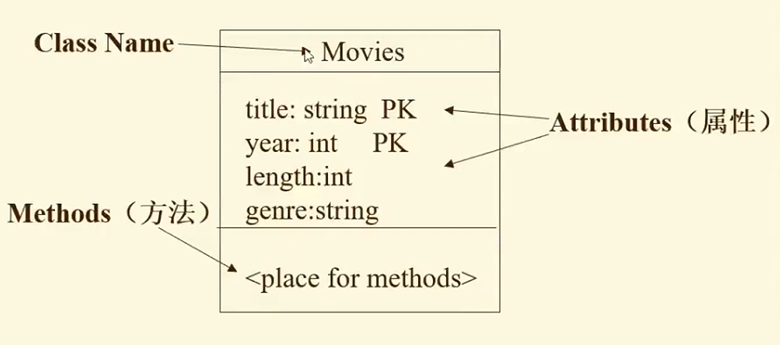 Class Name
Movies
title: string PK
year: int PK
Attributes（属性）
length:int
Methods（方法）
genre:string
<place for methods>